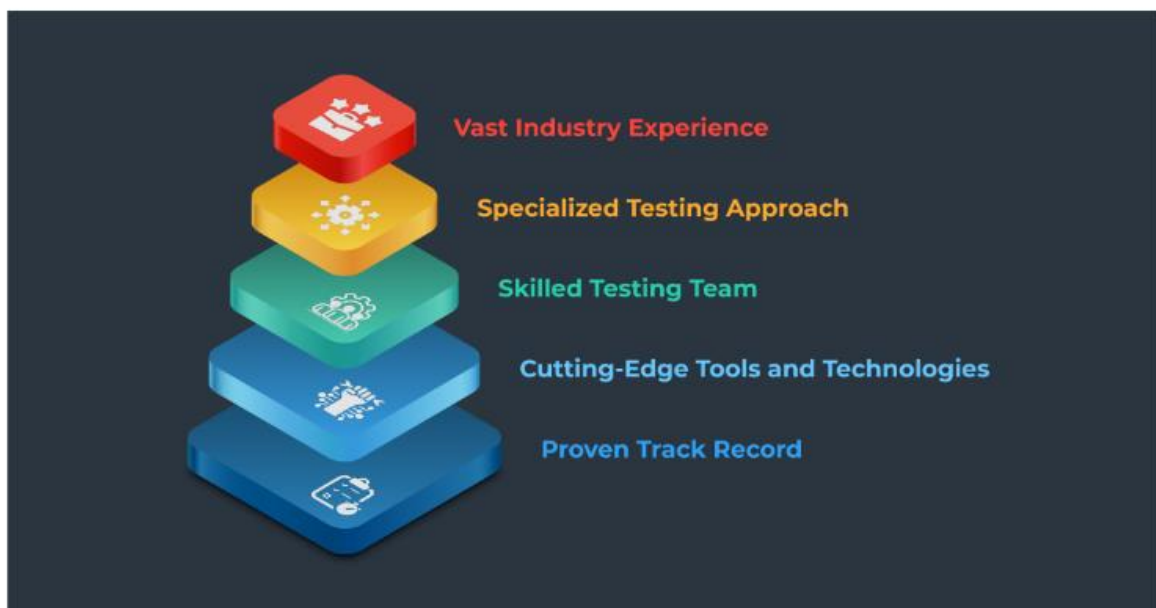 Vast Industry Experience
Specialized Testing Approach
Skilled Testing Team
Cutting-Edge Tools and Technologies
Proven Track Record